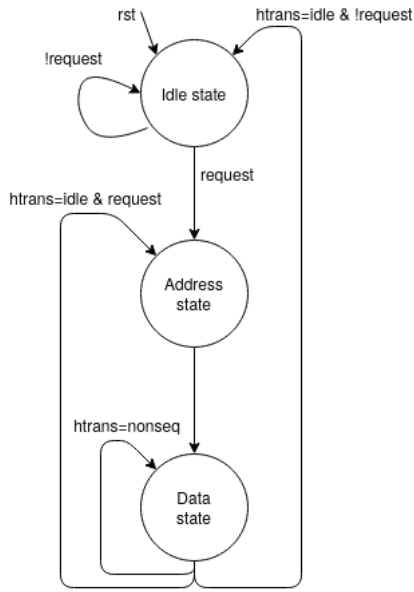 rst
htrans=idle & !request
!request
Idle state
request
htrans=idle & request
Address
state
htrans=nonseq
Data
state